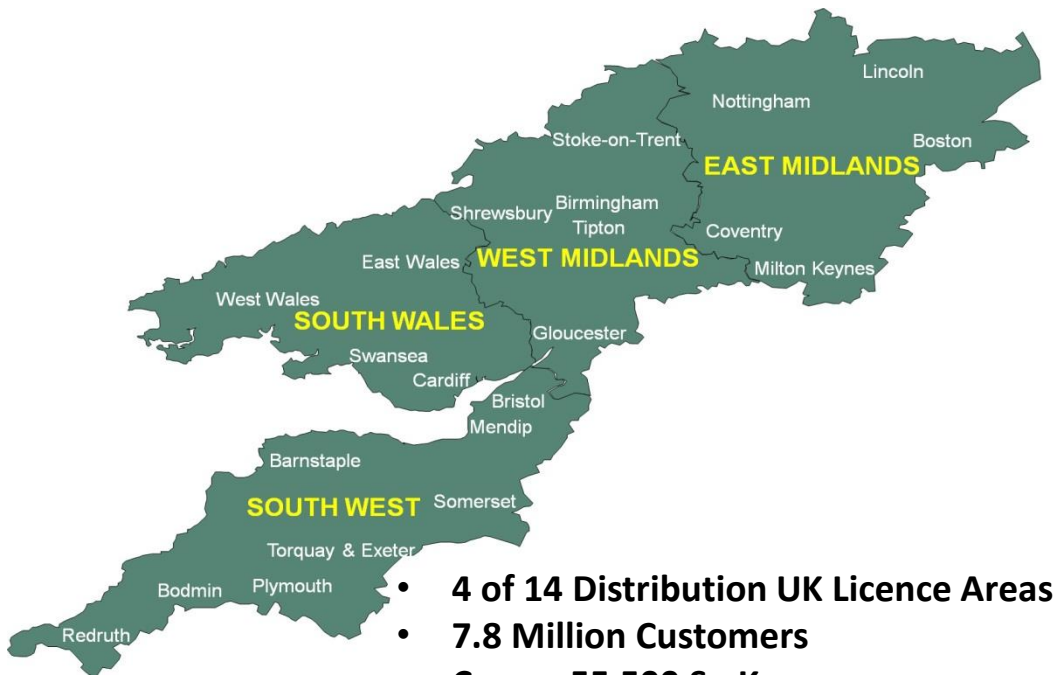 Lincoln
Nottingham
Boston
Stoke-on-Trent
EAST MIDLANDS
Birmingham
Shrewsbury
Tipton
Coventry
East Wales
WEST MIDLANDS
Milton Keynes
West Wales
SOUTH WALES
Gloucester
Swansea
Cardiff
Bristol
Mendip
Barnstaple
SOUTH WEST
Somerset
Torquay & Exeter
Bodmin
Plymouth
Redruth
• 4 of 14 Distribution UK Licence Areas
• 7.8 Million Customers